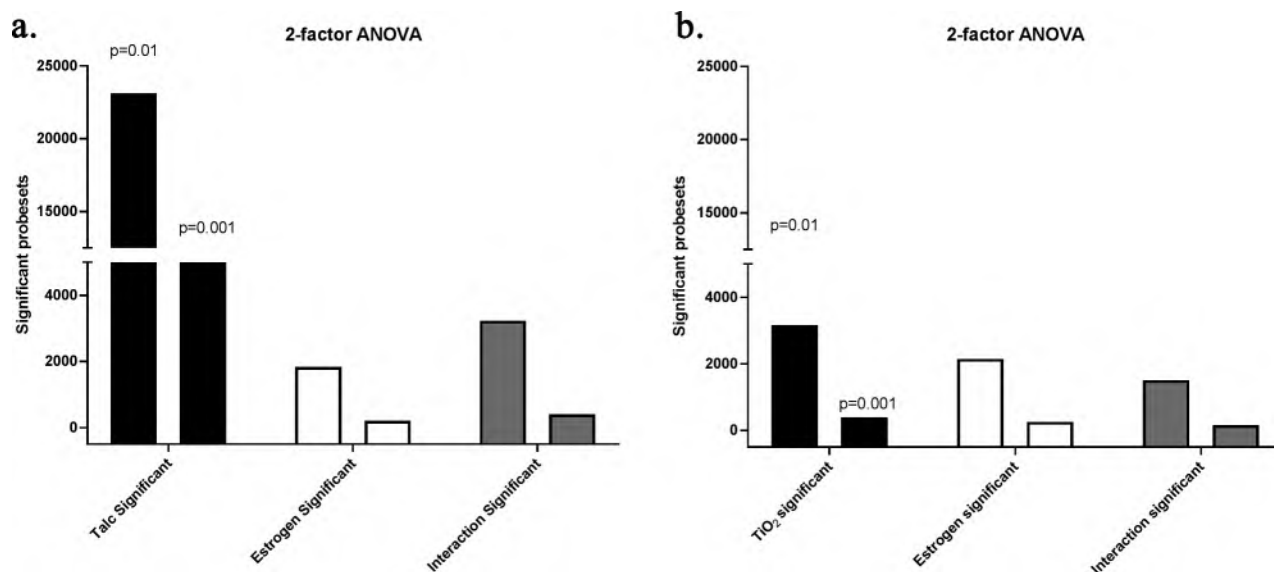 a.
2-factor ANOVA
p=0.01
25000
20000
15000
p=0.001
4000
2000
0
Significant probesets
Talc Significant
Estrogen Significant
Interaction Significant
b.
2-factor ANOVA
25000
20000
15000
p=0.01
4000
2000
p=0.001
0
Significant probesets
TiO₂ significant
Estrogen significant
Interaction significant